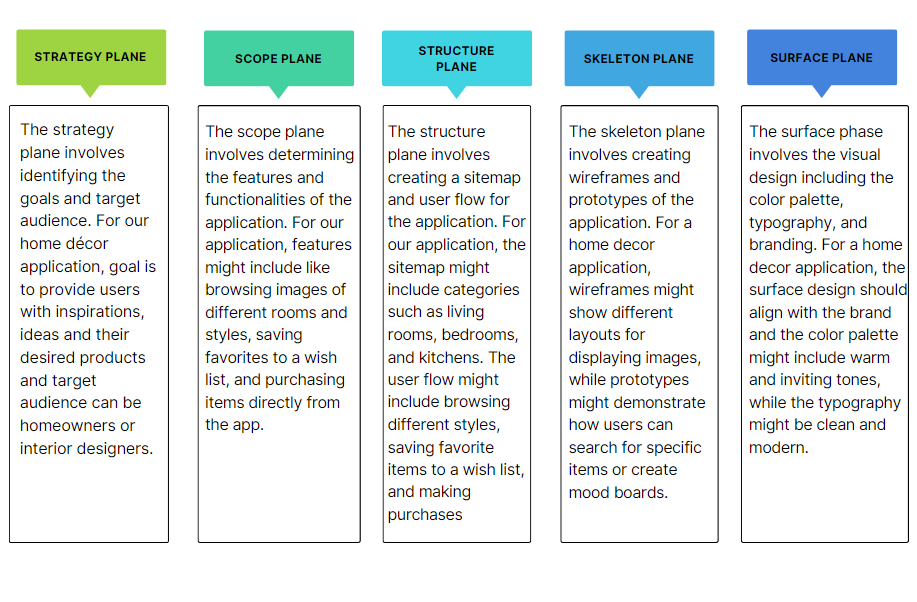 STRATEGY PLANE
The strategy
plane involves
identifying the
goals and target
audience. For our
home décor
application, goal is
to provide users
with inspirations,
ideas and their
desired products
and target
audience can be
homeowners or
interior designers.
SCOPE PLANE
The scope plane
involves determining
the features and
functionalities of the
application. For our
application, features
might include like
browsing images of
different rooms and
styles, saving
favorites to a wish
list, and purchasing
items directly from
the app.
STRUCTURE
PLANE
The structure
plane involves
creating a sitemap
and user flow for
the application. For
our application, the
sitemap might
include categories
such as living
rooms, bedrooms,
and kitchens. The
user flow might
include browsing
different styles,
saving favorite
items to a wish list,
and making
purchases
SKELETON PLANE
The skeleton plane
involves creating
wireframes and
prototypes of the
application. For a
home decor
application,
wireframes might
show different
layouts for
displaying images,
while prototypes
might demonstrate
how users can
search for specific
items or create
mood boards.
SURFACE PLANE
The surface phase
involves the visual
design including the
color palette,
typography, and
branding. For a home
decor application, the
surface design should
align with the brand
and the color palette
might include warm
and inviting tones,
while the typography
might be clean and
modern.